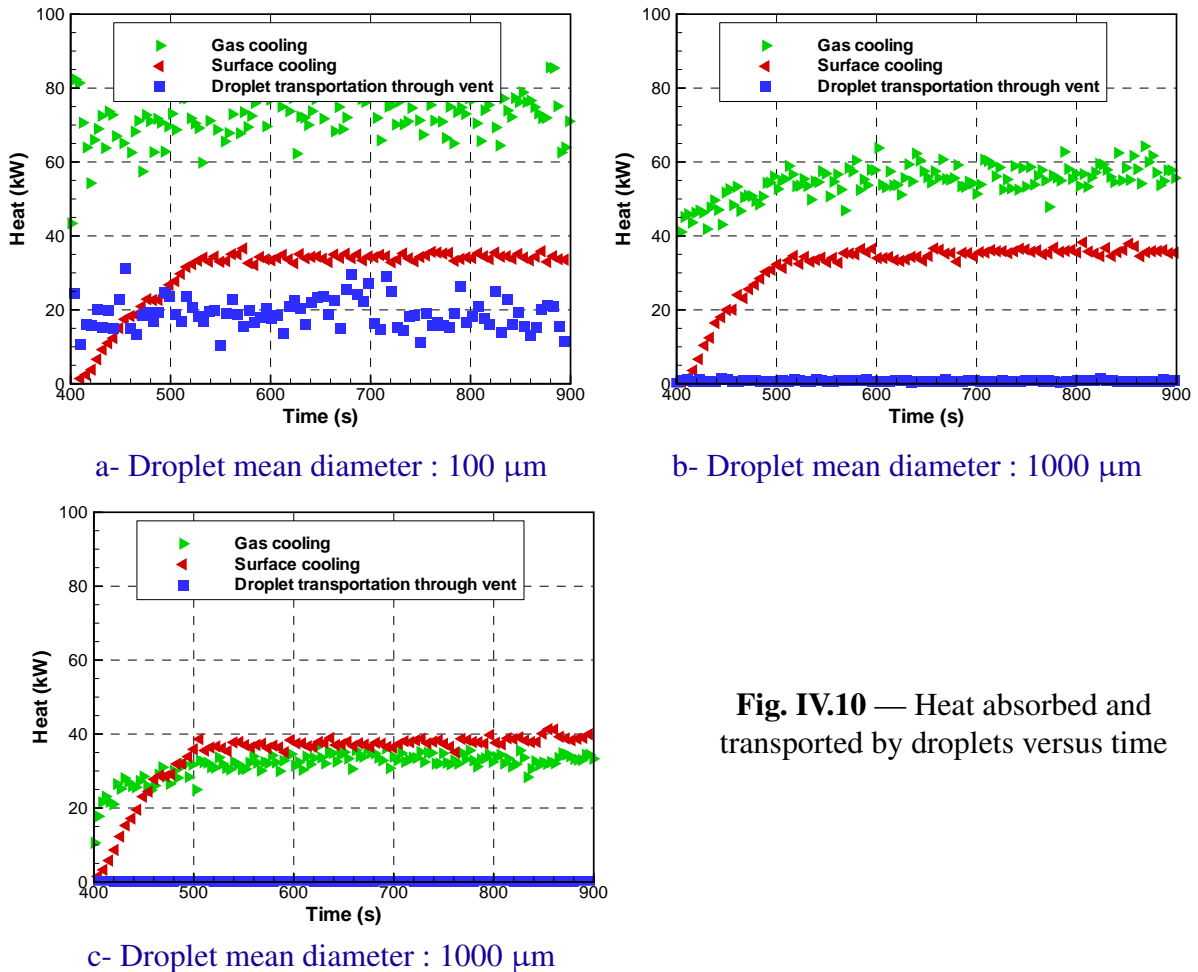 100
80
60
40
20
0
Heat (kW)
Gas cooling
Surface cooling
Droplet transportation through vent
400 500 600 700 800 900
Time (s)
a- Droplet mean diameter : 100 μm
100
80
60
40
20
0
Heat (kW)
Gas cooling
Surface cooling
Droplet transportation through vent
400 500 600 700 800 900
Time (s)
b- Droplet mean diameter : 1000 μm
100
80
60
40
20
0
Heat (kW)
Gas cooling
Surface cooling
Droplet transportation through vent
400 500 600 700 800 900
Time (s)
c- Droplet mean diameter : 1000 μm
Fig. IV.10 — Heat absorbed and
transported by droplets versus time